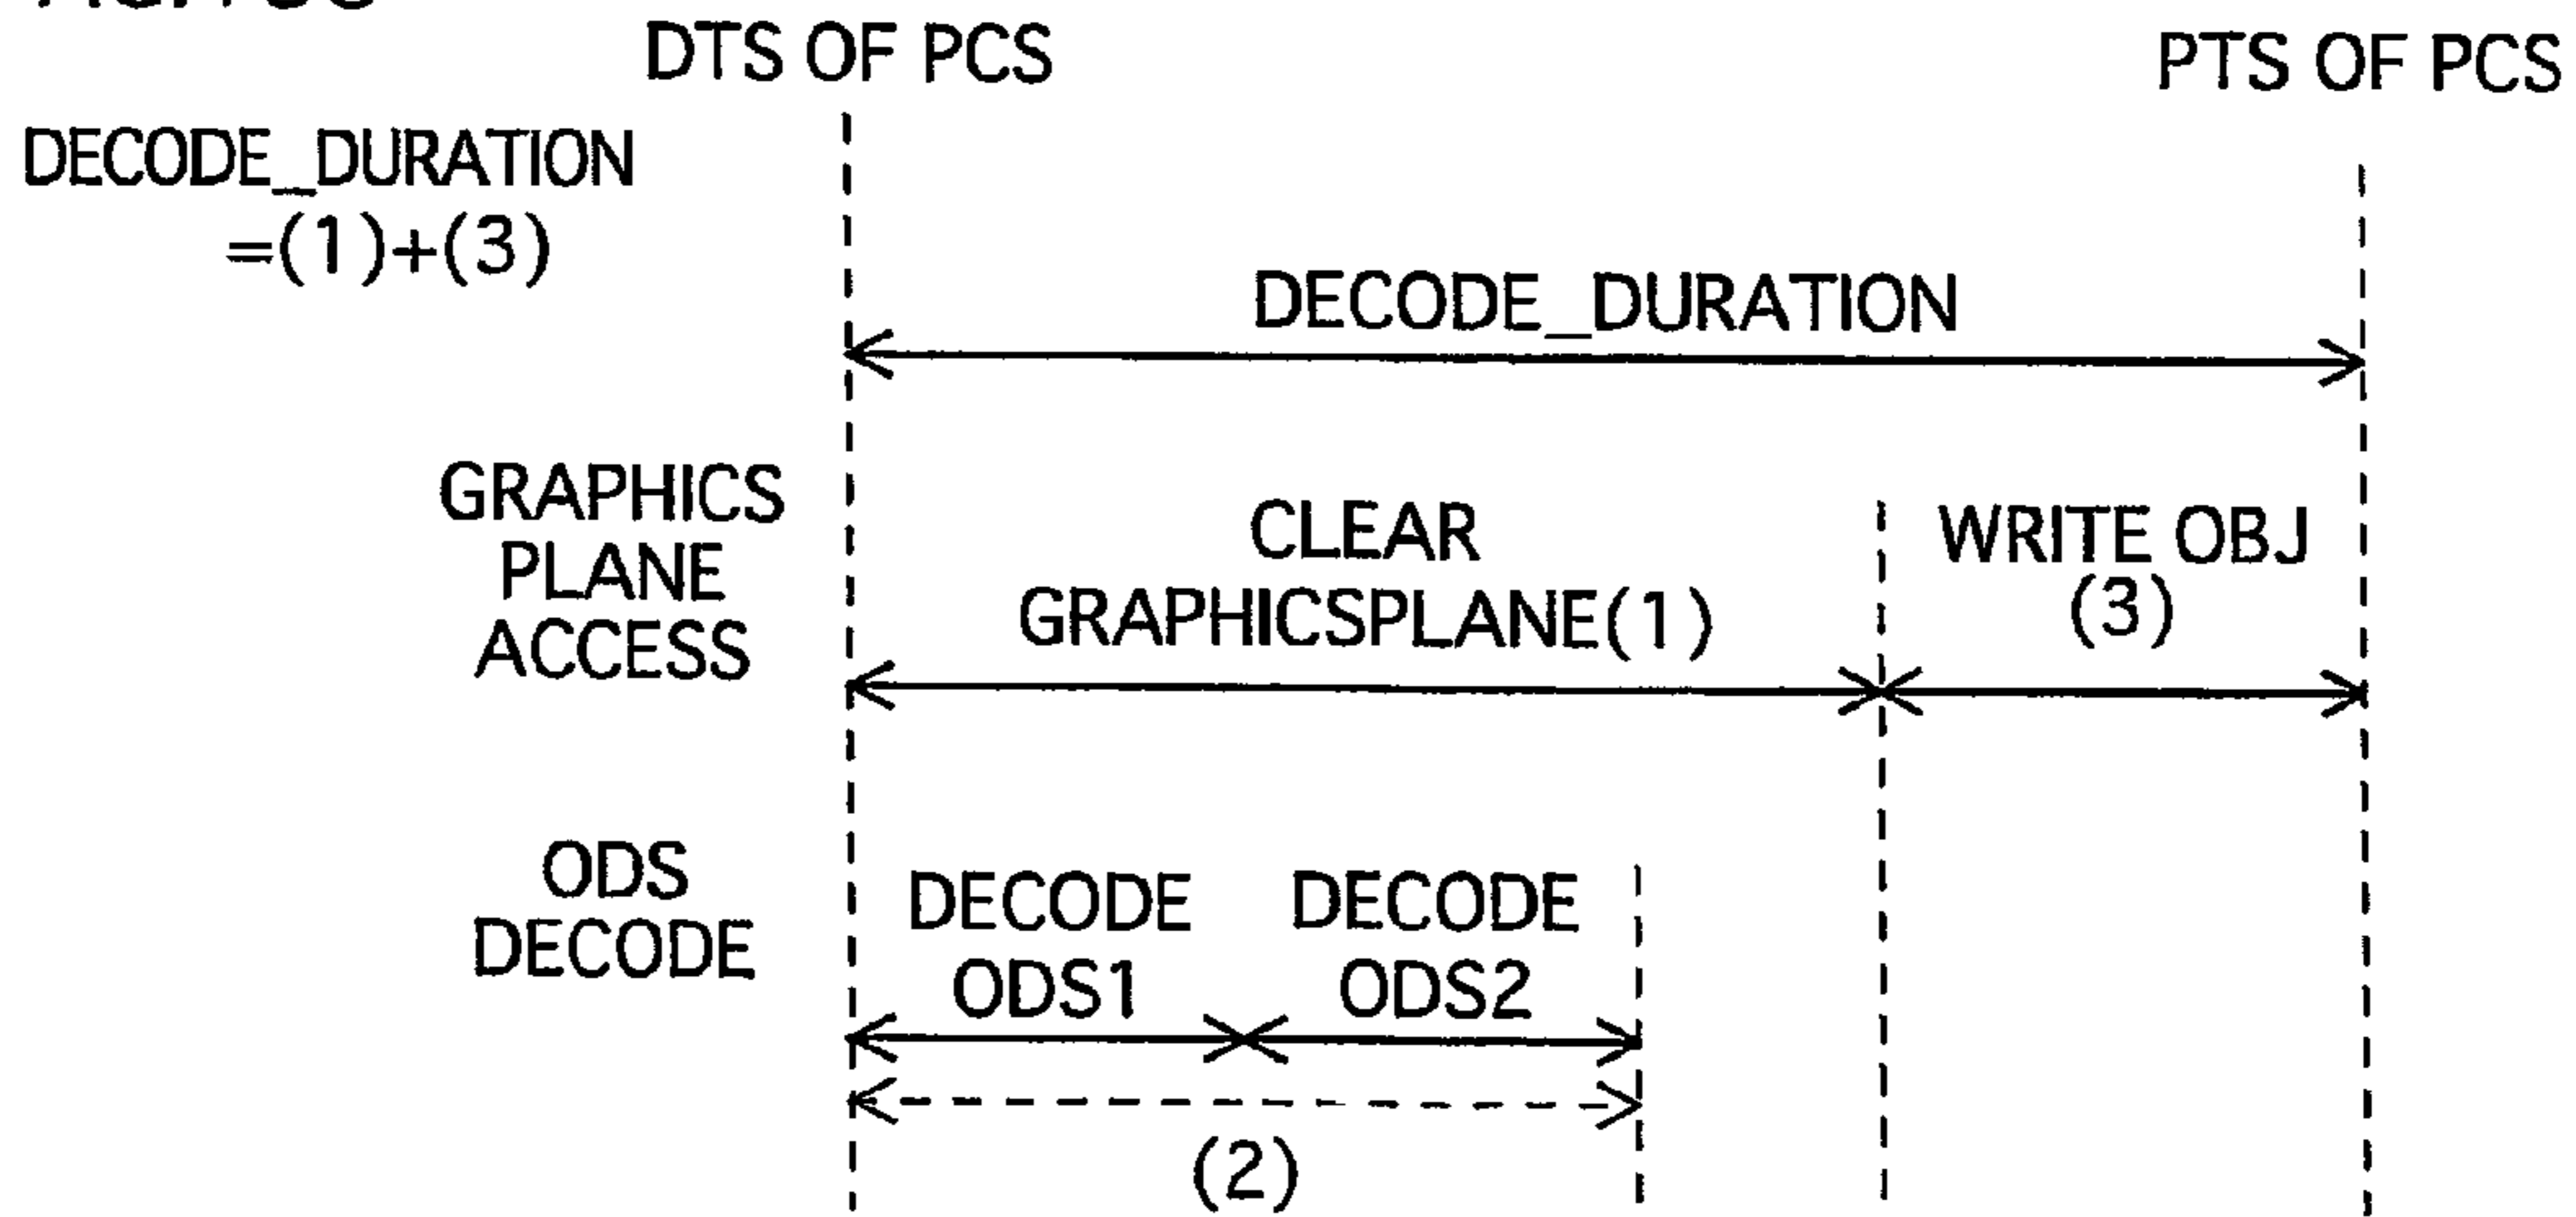 DTS OF PCS
PTS OF PCS
DECODE_DURATION
=(1)+(3)
DECODE_DURATION
GRAPHICS
PLANE
ACCESS
CLEAR
GRAPHICSPLANE(1)
WRITE OBJ
(3)
ODS
DECODE
DECODE
ODS1
DECODE
ODS2
(2)